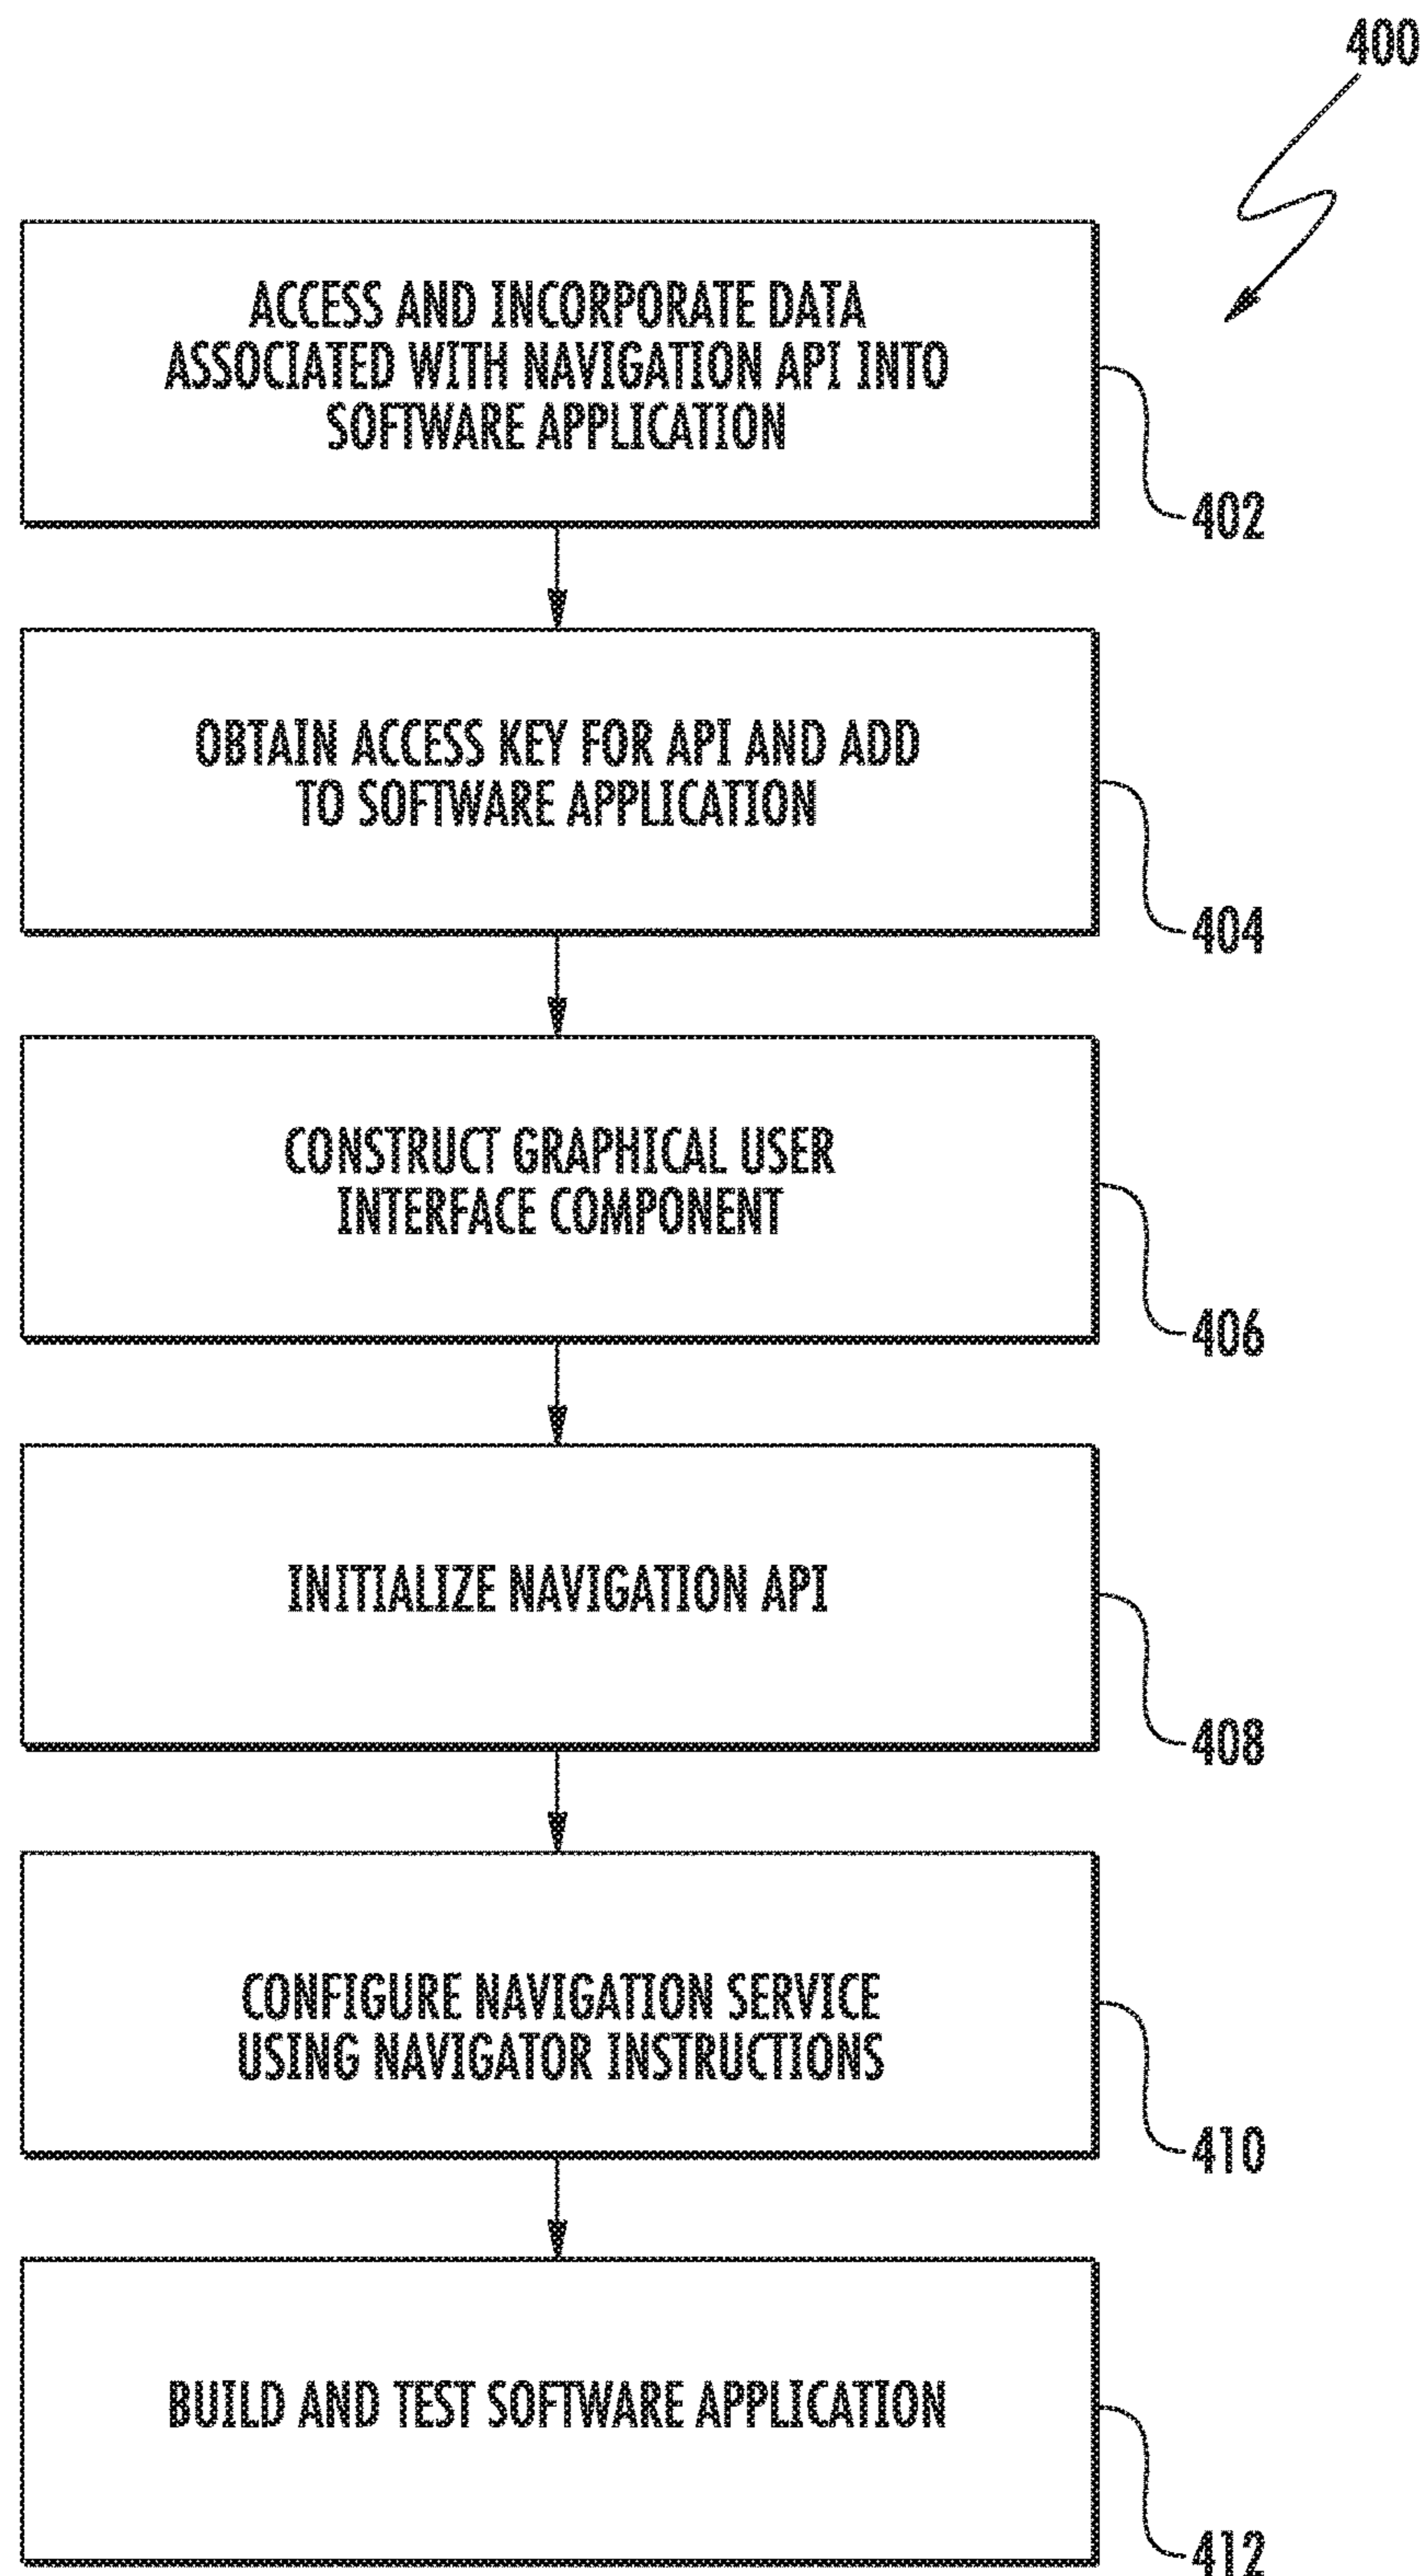 400
ACCESS AND INCORPORATE DATA
ASSOCIATED WITH NAVIGATION API INTO
SOFTWARE APPLICATION
402
OBTAIN ACCESS KEY FOR API AND ADD
TO SOFTWARE APPLICATION
404
CONSTRUCT GRAPHICAL USER
INTERFACE COMPONENT
406
INITIALIZE NAVIGATION API
408
CONFIGURE NAVIGATION SERVICE
USING NAVIGATOR INSTRUCTIONS
410
BUILD AND TEST SOFTWARE APPLICATION
412